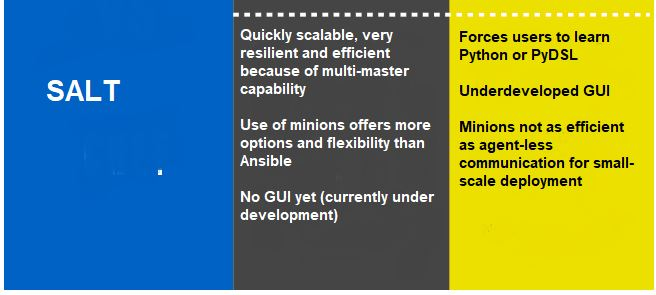 SALT
Quickly scalable, very
resilient and efficient
because of multi-master
capability
Use of minions offers more
options and flexibility than
Ansible
No GUI yet (currently under
development)
Forces users to learn
Python or PyDSL
Underdeveloped GUI
Minions not as efficient
as agent-less
communication for small-
scale deployment